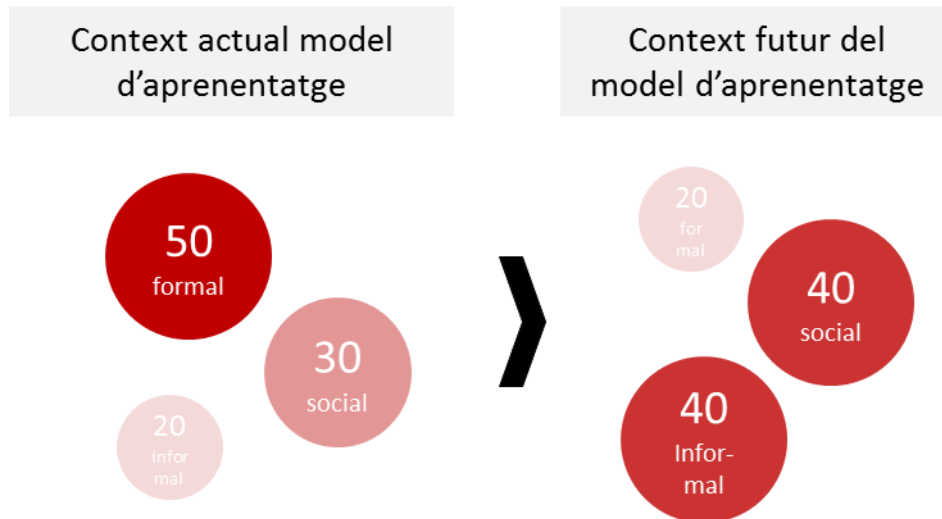 Context actual model
d'aprenentatge
Context futur del
model d'aprenentatge
50
formal
30
social
20
infor
mal
20
for
mal
40
social
40
Infor-
mal